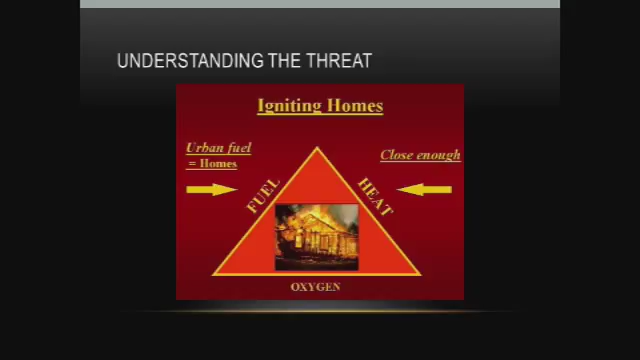 UNDERSTANDING THE THREAT
Igniting Homes
Urban fuel
= Homes
Close enough
FUEL
HEAT
OXYGEN